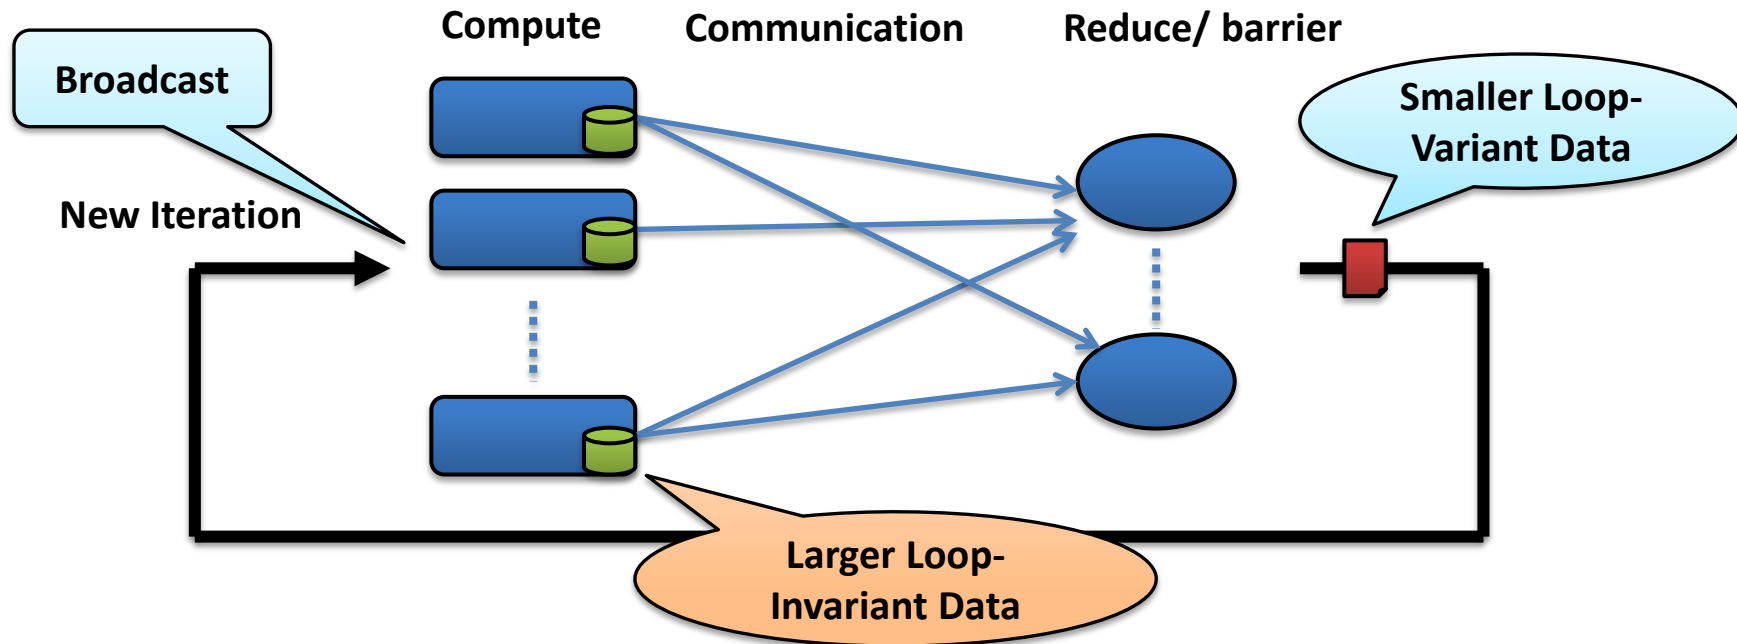 Compute
Communication
Reduce/ barrier
Broadcast
Smaller Loop-
Variant Data
New Iteration
Larger Loop-
Invariant Data